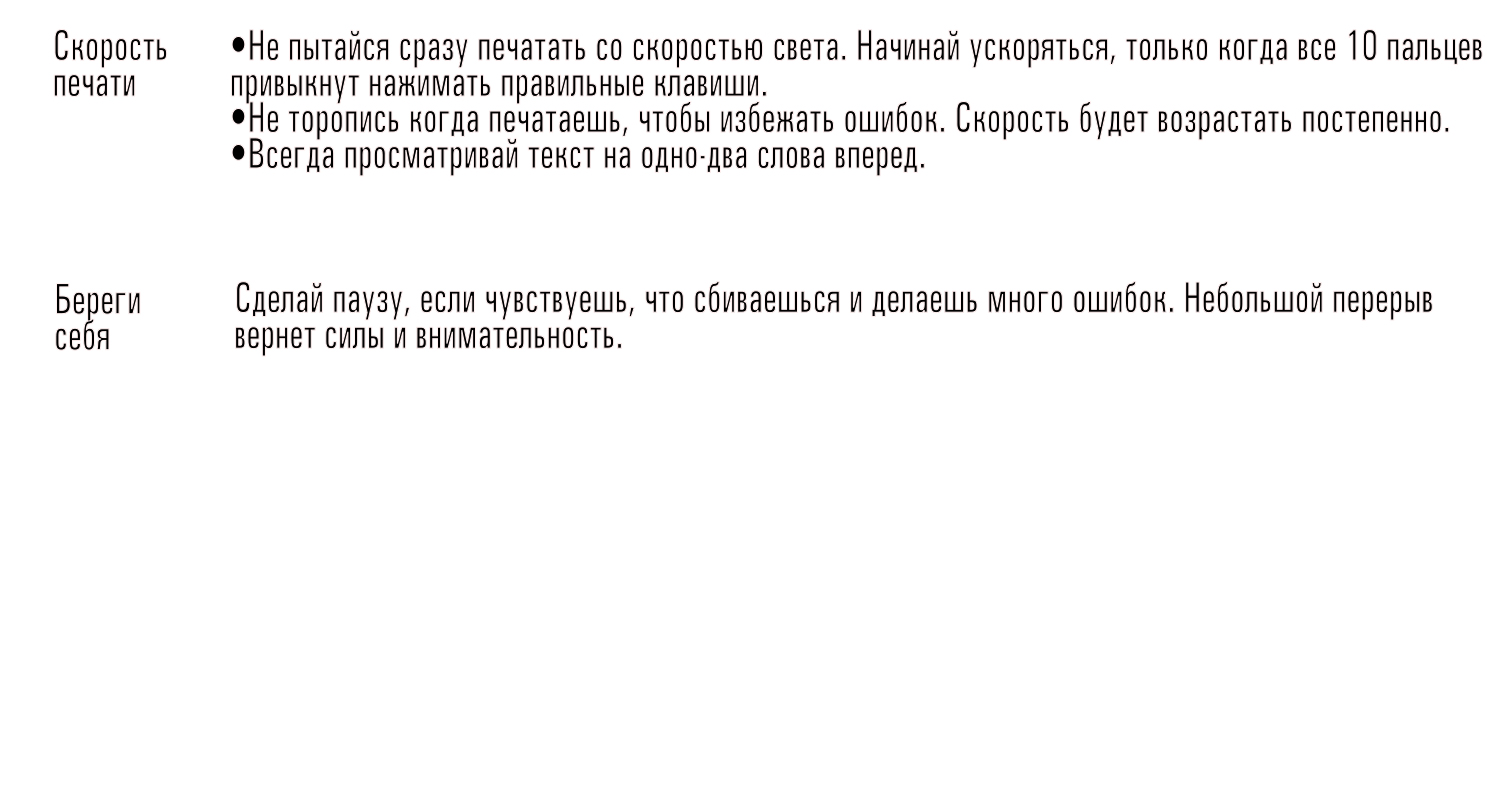 Скорость
печати
•Не пытайся сразу печатать со скоростью света. Начинай ускоряться, только когда все 10 пальцев
привыкнут нажимать правильные клавиши.
•Не торопись когда печатаешь, чтобы избежать ошибок. Скорость будет возрастать постепенно.
•Всегда просматривай текст на одно-два слова вперед.
Береги
себя
Сделай паузу, если чувствуешь, что сбиваешься и делаешь много ошибок. Небольшой перерыв
вернет силы и внимательность.